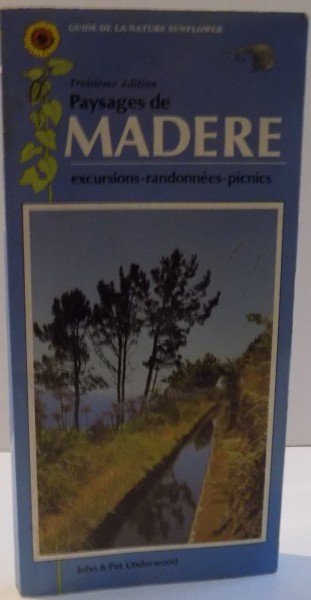 GUIDE DE LA NATURE SUNFLOWER
Troisième édition
Paysages de
MADERE
excursions•randonnées•picnics
John & Pat Underwood